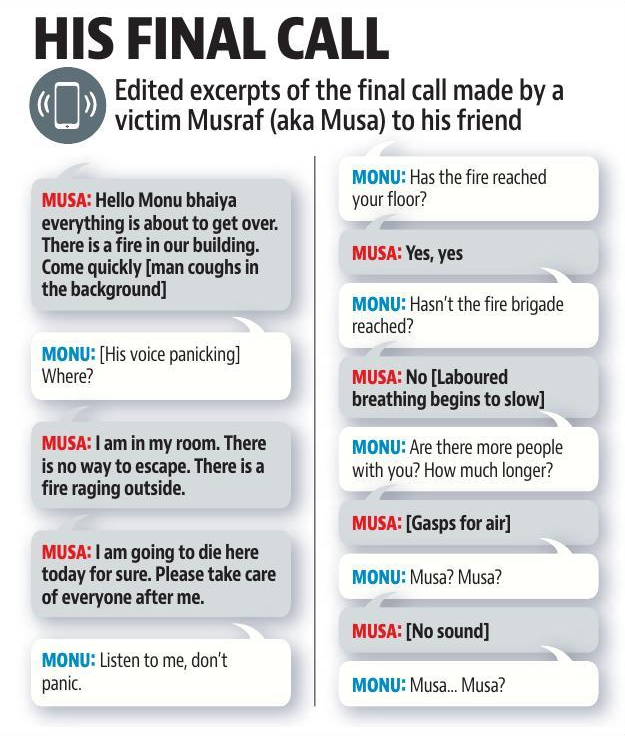 HIS FINAL CALL
Edited excerpts of the final call made by a
victim Musraf (aka Musa) to his friend
MUSA: Hello Monu bhaiya
everything is about to get over.
There is a fire in our building.
Come quickly [man coughs in
the background]
MONU: [His voice panicking]
Where?
MUSA: I am in my room. There
is no way to escape. There is a
fire raging outside.
MUSA: I am going to die here
today for sure. Please take care
of everyone after me.
MONU: Listen to me, don't
panic.
MONU: Has the fire reached
your floor?
MUSA: Yes, yes
MONU: Hasn't the fire brigade
reached?
MUSA: No [Laboured
breathing begins to slow]
MONU: Are there more people
with you? How much longer?
MUSA: [Gasps for air]
MONU: Musa? Musa?
MUSA: [No sound]
MONU: Musa... Musa?